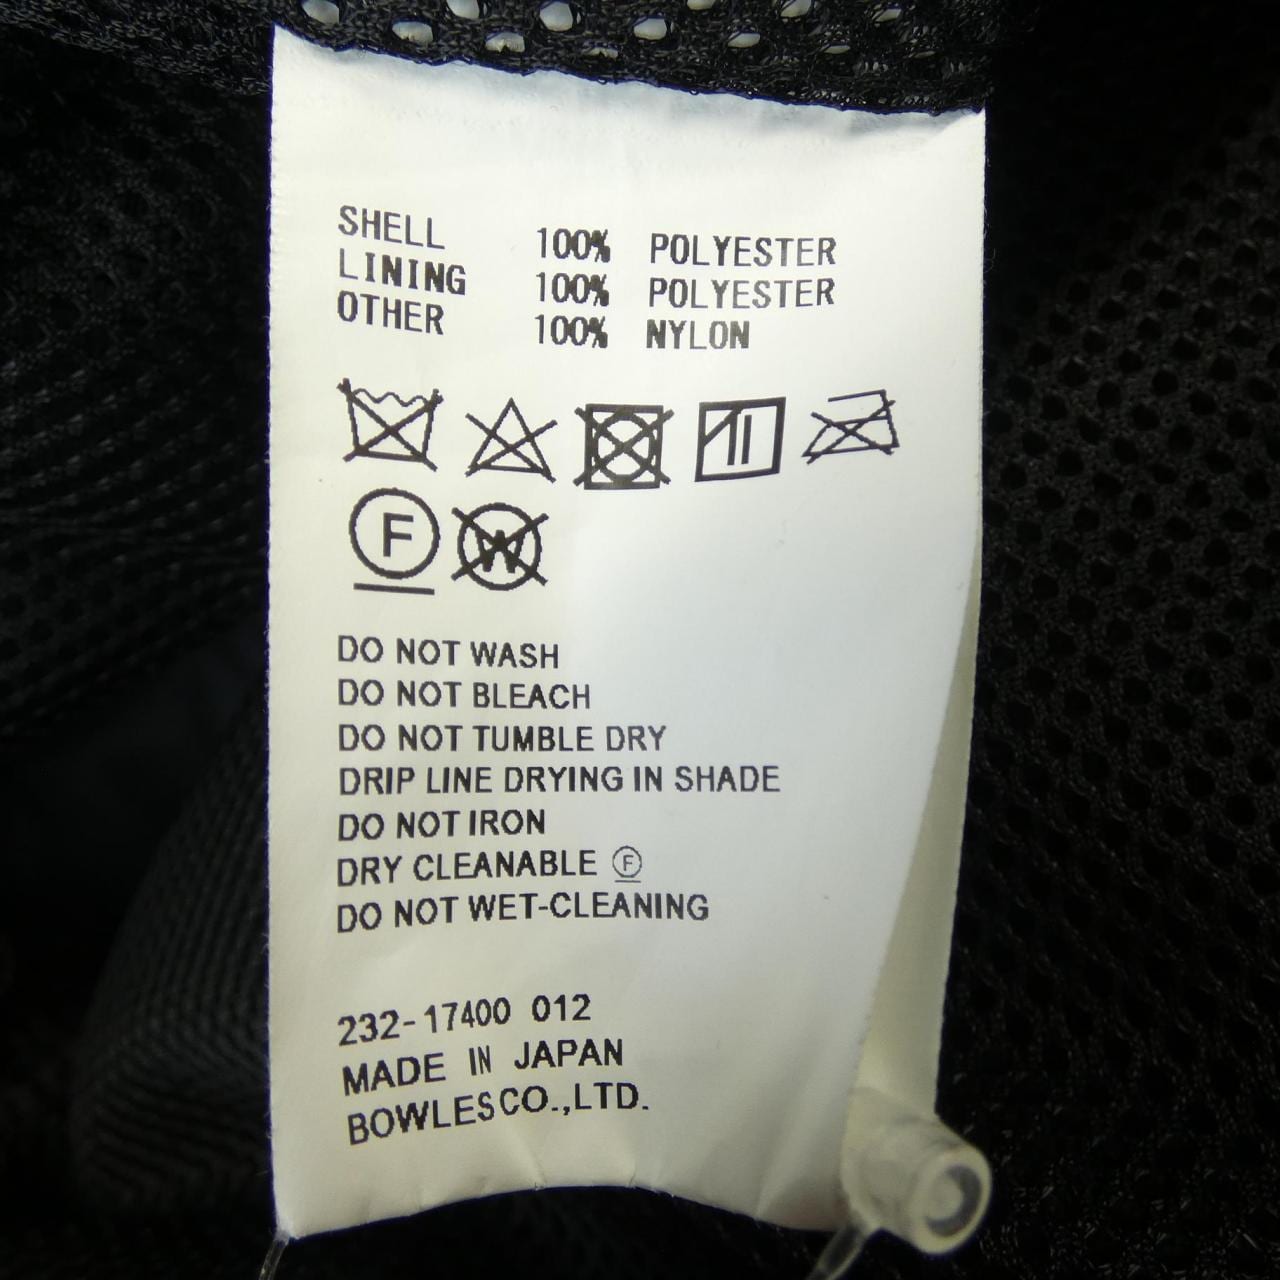 SHELL 100% POLYESTER
LINING 100% POLYESTER
OTHER 100% NYLON
F W
DO NOT WASH
DO NOT BLEACH
DO NOT TUMBLE DRY
DRIP LINE DRYING IN SHADE
DO NOT IRON
DRY CLEANABLE Ⓕ
DO NOT WET-CLEANING
232-17400 012
MADE IN JAPAN
BOWLES CO.,LTD.